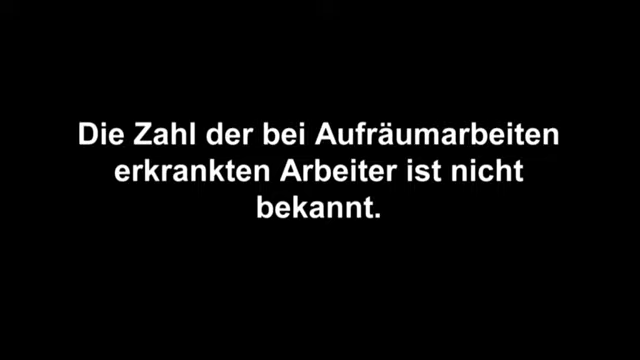 Die Zahl der bei Aufräumarbeiten
erkrankten Arbeiter ist nicht
bekannt.